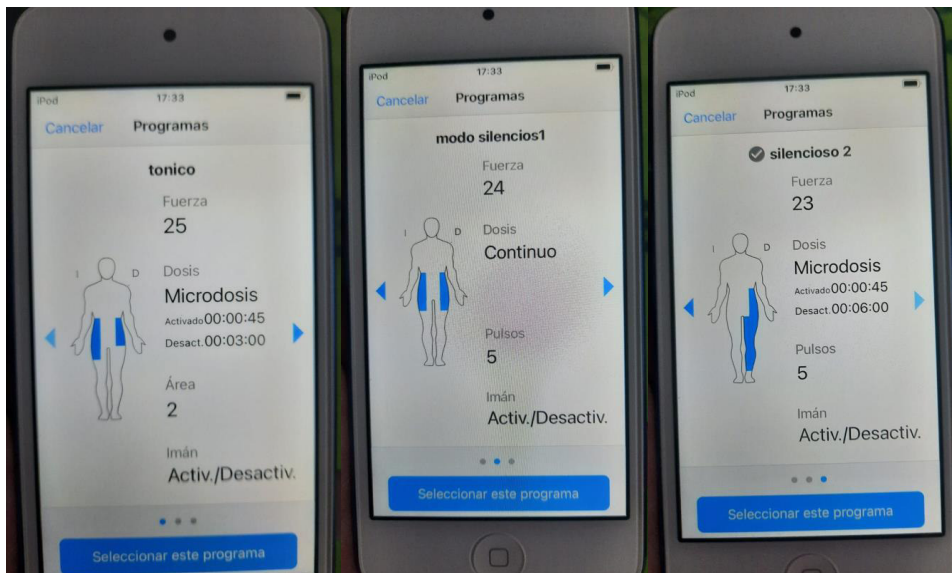 iPod
17:33
Cancelar
Programas
tonico
Fuerza
25
I
D
Dosis
Microdosis
Activado00:00:45
Desact.00:03:00
Área
2
Imán
Activ./Desactiv.
Seleccionar este programa
iPod
17:33
Cancelar
Programas
modo silencios1
Fuerza
24
I
D
Dosis
Continuo
Pulsos
5
Imán
Activ./Desactiv.
Seleccionar este programa
iPod
17:33
Cancelar
Programas
silencioso 2
Fuerza
23
I
D
Dosis
Microdosis
Activado00:00:45
Desact.00:06:00
Pulsos
5
Imán
Activ./Desactiv.
Seleccionar este programa